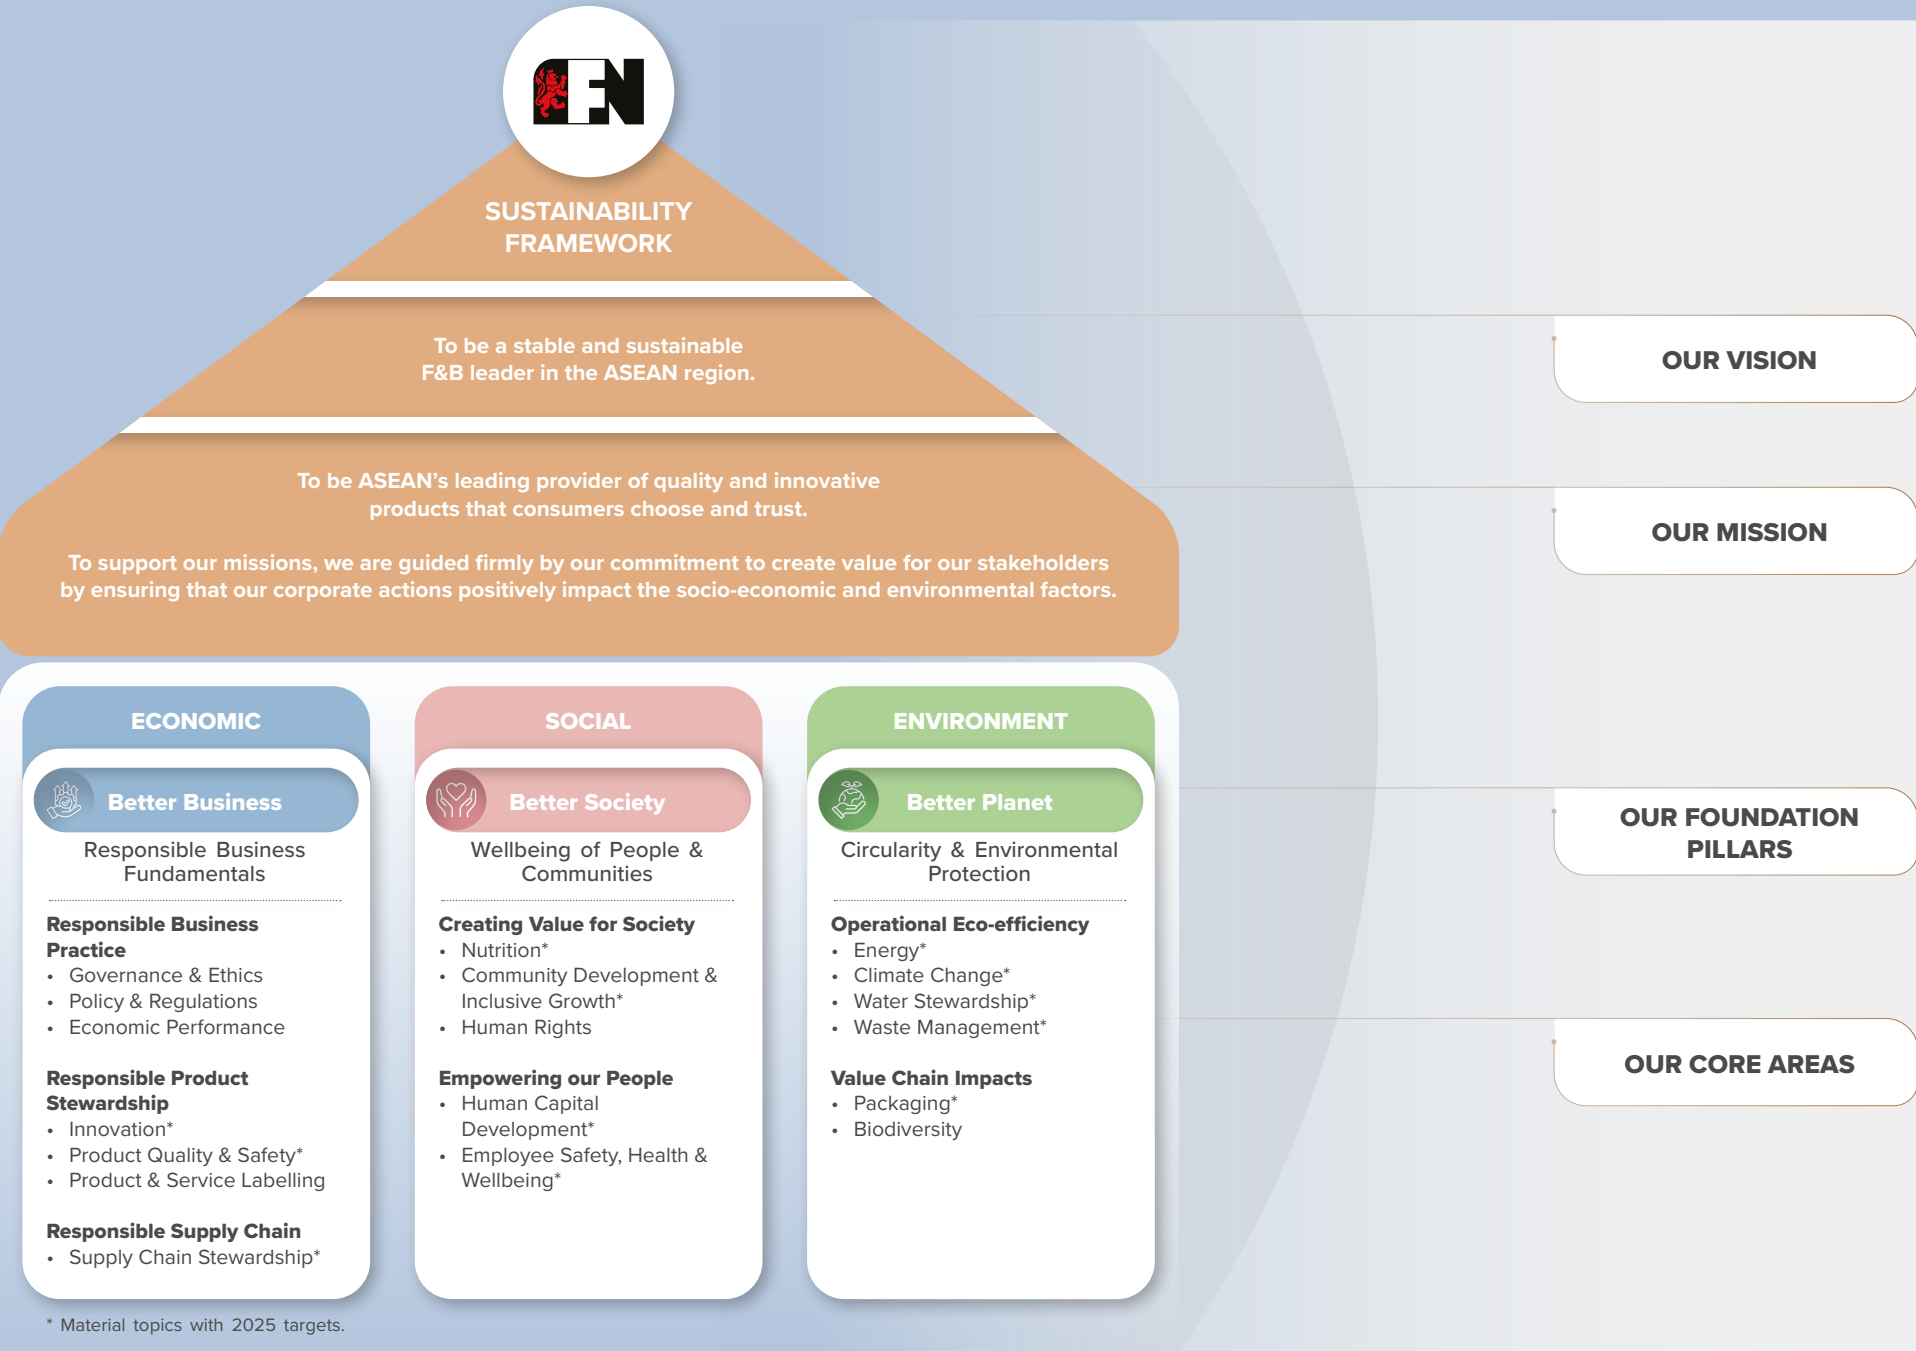 FN
SUSTAINABILITY
FRAMEWORK
To be a stable and sustainable
F&B leader in the ASEAN region.
OUR VISION
To be ASEAN's leading provider of quality and innovative
products that consumers choose and trust.
To support our missions, we are guided firmly by our commitment to create value for our stakeholders
by ensuring that our corporate actions positively impact the socio-economic and environmental factors.
OUR MISSION
ECONOMIC
Better Business
Responsible Business
Fundamentals
Responsible Business
Practice
• Governance & Ethics
• Policy & Regulations
• Economic Performance
Responsible Product
Stewardship
• Innovation*
• Product Quality & Safety*
• Product & Service Labelling
Responsible Supply Chain
• Supply Chain Stewardship*
SOCIAL
Better Society
Wellbeing of People &
Communities
Creating Value for Society
• Nutrition*
• Community Development &
Inclusive Growth*
• Human Rights
Empowering our People
• Human Capital
Development*
• Employee Safety, Health &
Wellbeing*
ENVIRONMENT
Better Planet
Circularity & Environmental
Protection
Operational Eco-efficiency
• Energy*
• Climate Change*
• Water Stewardship*
• Waste Management*
Value Chain Impacts
• Packaging*
• Biodiversity
OUR FOUNDATION
PILLARS
OUR CORE AREAS
* Material topics with 2025 targets.